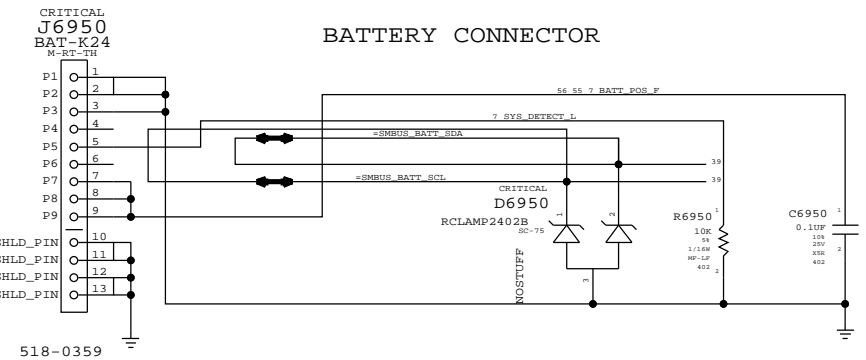 CRITICAL
J6950
BAT-K24
M-RT-TH
BATTERY CONNECTOR
P1 1
P2 2
P3 3
P4 4
P5 5
P6 6
P7 7
P8 8
P9 9
SHLD_PIN 10
SHLD_PIN 11
SHLD_PIN 12
SHLD_PIN 13
518-0359
56 55 7 BATT_POS_F
7 SYS_DETECT_L
=SMBUS_BATT_SDA
39
=SMBUS_BATT_SCL
39
CRITICAL
D6950
RCLAMP2402B
SC-75
1
2
3
NOSTUFF
1
R6950
10K
5%
1/16W
MF-LF
402
2
1
C6950
0.1UF
10%
25V
X5R
402
2